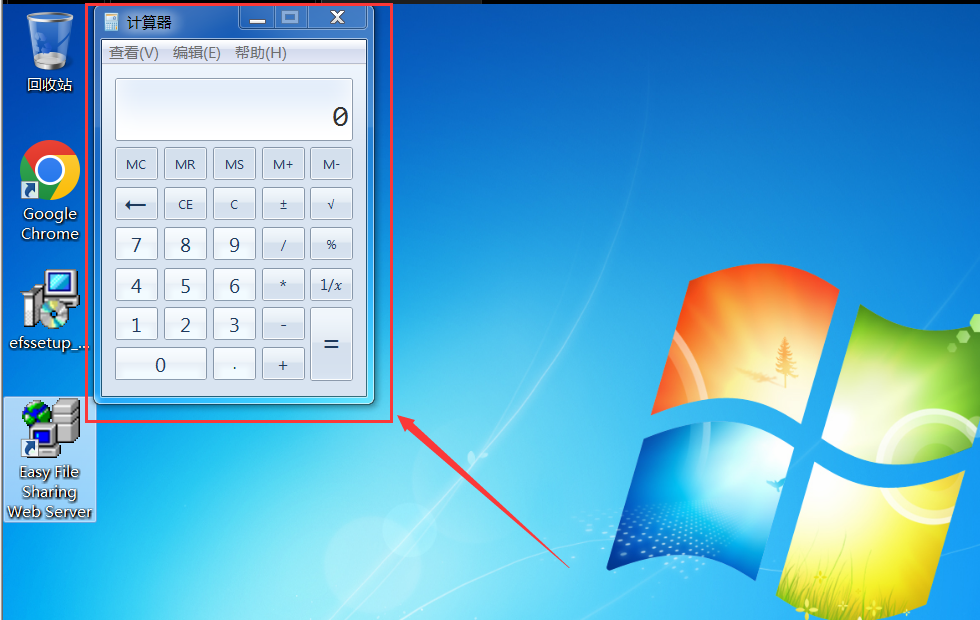 回收站
Google
Chrome
efssetup_...
Easy File
Sharing
Web Server
计算器
查看(V) 编辑(E) 帮助(H)
0
MC MR MS M+ M-
← CE C ± √
7 8 9 / %
4 5 6 * 1/x
1 2 3 - =
0 . +